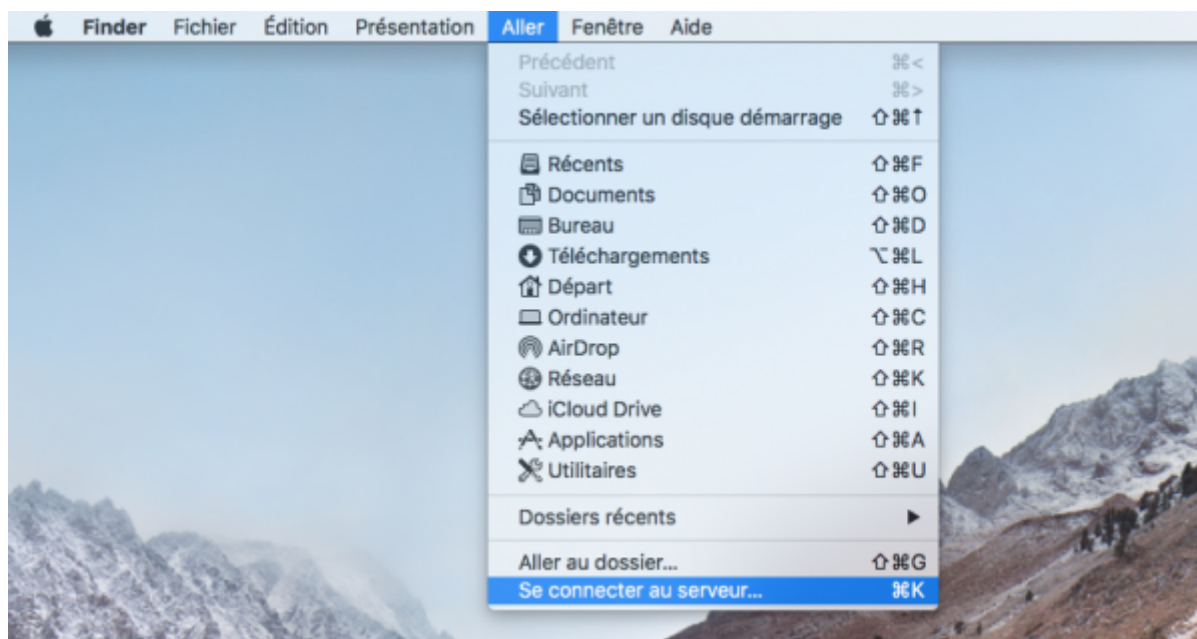 Finder Fichier Édition Présentation Aller Fenêtre Aide
Précédent ⌘<
Suivant ⌘>
Sélectionner un disque démarrage ⇧⌘↑
Récents ⇧⌘F
Documents ⇧⌘O
Bureau ⇧⌘D
Téléchargements ⌥⌘L
Départ ⇧⌘H
Ordinateur ⇧⌘C
AirDrop ⇧⌘R
Réseau ⇧⌘K
iCloud Drive ⇧⌘I
Applications ⇧⌘A
Utilitaires ⇧⌘U
Dossiers récents ▶
Aller au dossier... ⇧⌘G
Se connecter au serveur... ⌘K